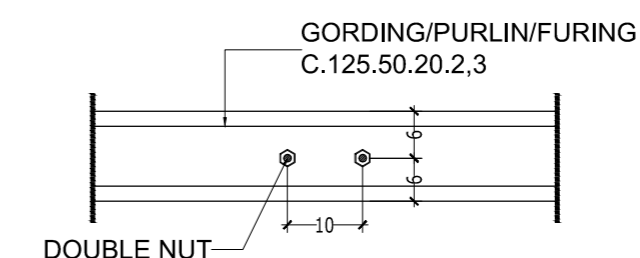 GORDING/PURLIN/FURING
C.125.50.20.2,3
6
6
10
DOUBLE NUT